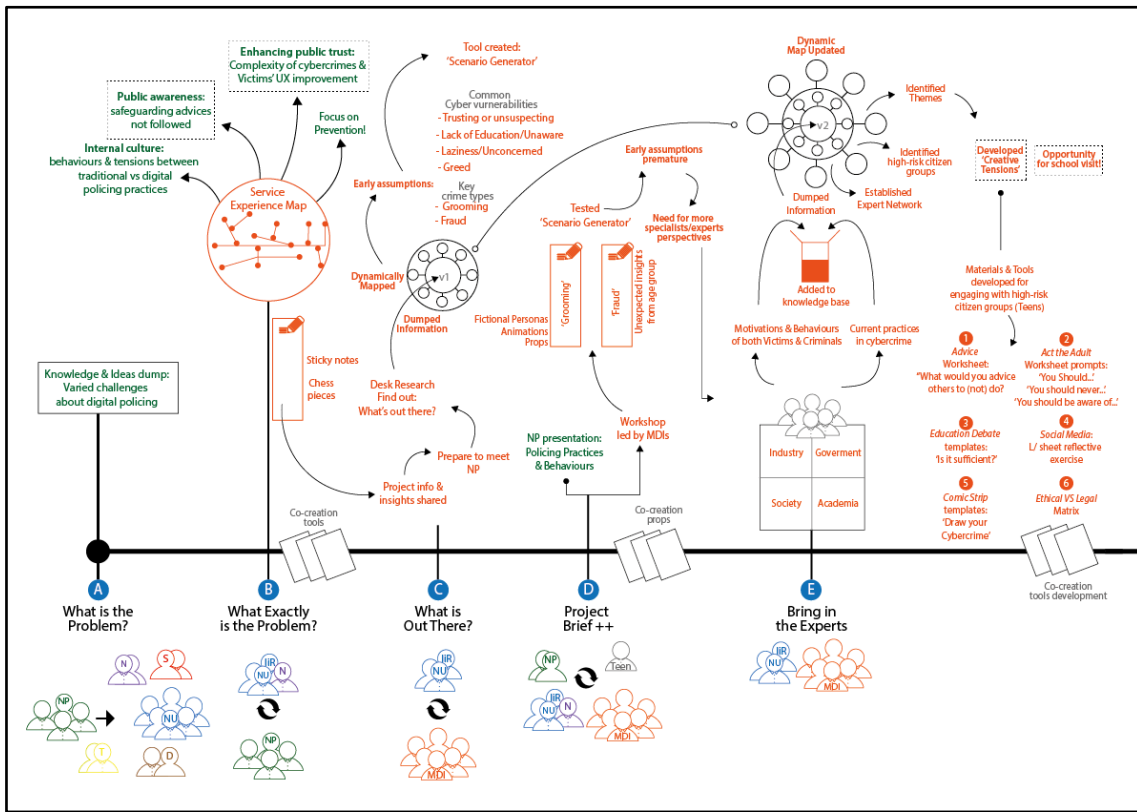 Enhancing public trust:
Complexity of cybercrimes &
Victims' UX improvement
Public awareness:
safeguarding advices
not followed
Internal culture:
behaviours & tensions between
traditional vs digital
policing practices
Focus on
Prevention!
Service
Experience Map
Knowledge & Ideas dump:
Varied challenges
about digital policing
Sticky notes
Chess
pieces
Tool created:
'Scenario Generator'
Common
Cyber vurnerabilities
- Trusting or unsuspecting
- Lack of Education/Unaware
- Laziness/Unconcerned
- Greed
Early assumptions:
Key
crime types
- Grooming
- Fraud
Dynamically
Mapped
v1
Dumped
Information
Desk Research
Find out:
What's out there?
Prepare to meet
NP
Project info &
insights shared
Early assumptions
premature
Tested
'Scenario Generator'
Need for more
specialists/experts
perspectives
'Grooming'
'Fraud'
Unexpected insights
from age group
Fictional Personas
Animations
Props
Workshop
led by MDIs
NP presentation:
Policing Practices
& Behaviours
Dynamic
Map Updated
v2
Identified
Themes
Identified
high-risk citizen
groups
Established
Expert Network
Dumped
Information
Added to
knowledge base
Motivations & Behaviours
of both Victims & Criminals
Current practices
in cybercrime
Industry
Goverment
Society
Academia
Developed
'Creative
Tensions'
Opportunity
for school visit!
Materials & Tools
developed for
engaging with high-risk
citizen groups (Teens)
1
Advice
Worksheet:
"What would you advice
others to (not) do?
2
Act the Adult
Worksheet prompts:
'You Should...'
'You should never...'
'You should be aware of...'
3
Education Debate
templates:
'Is it sufficient?'
4
Social Media:
L/ sheet reflective
exercise
5
Comic Strip
templates:
'Draw your
Cybercrime'
6
Ethical VS Legal
Matrix
Co-creation
tools
Co-creation
props
Co-creation
tools development
A
What is the
Problem?
B
What Exactly
is the Problem?
C
What is
Out There?
D
Project
Brief ++
E
Bring in
the Experts
N
S
NP
NU
T
D
JiR
NU
N
NP
JiR
NU
MDI
NP
Teen
JiR
NU
N
MDI
JiR
NU
MDI